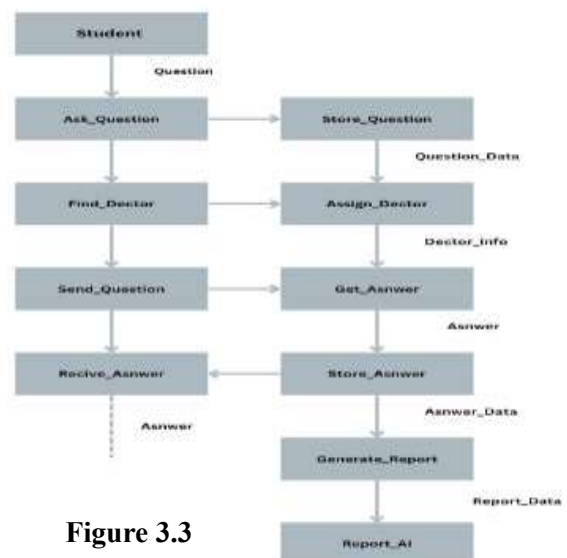 Student
Question
Ask_Question
Store_Question
Question_Data
Find_Dector
Assign_Dector
Dector_Info
Send_Question
Get_Asnwer
Asnwer
Recive_Asnwer
Store_Asnwer
Asnwer
Asnwer_Data
Generate_Report
Report_Data
Figure 3.3
Report_AI